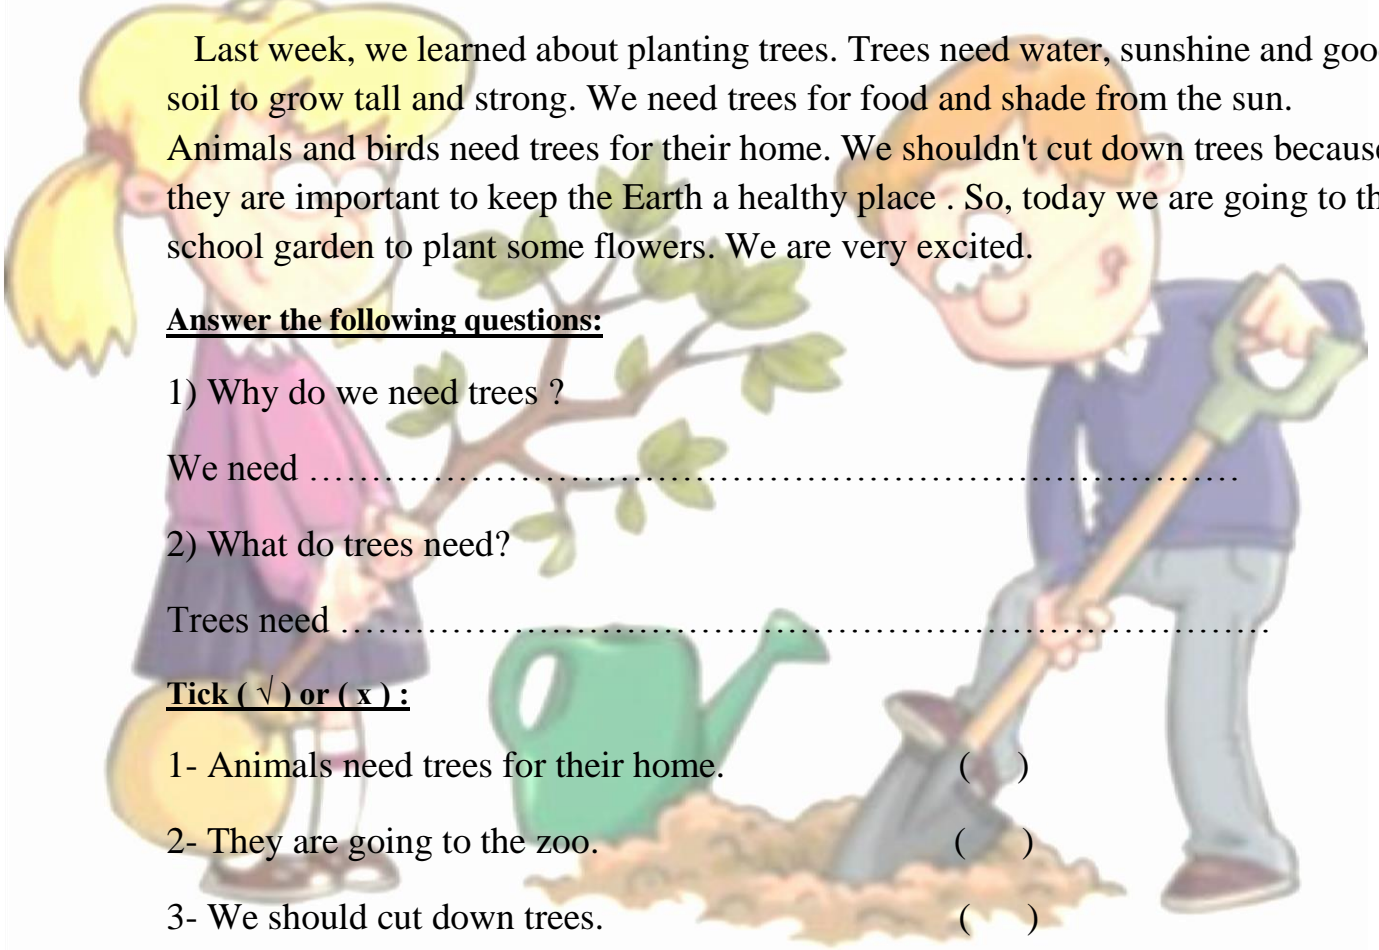 Last week, we learned about planting trees. Trees need water, sunshine and goo
soil to grow tall and strong. We need trees for food and shade from the sun.
Animals and birds need trees for their home. We shouldn't cut down trees because
they are important to keep the Earth a healthy place . So, today we are going to th
school garden to plant some flowers. We are very excited.
Answer the following questions:
1) Why do we need trees ?
We need ……………………………………………………………………………
2) What do trees need?
Trees need ……………………………………………………………………………
Tick ( √ ) or ( x ) :
1- Animals need trees for their home. ( )
2- They are going to the zoo. ( )
3- We should cut down trees. ( )